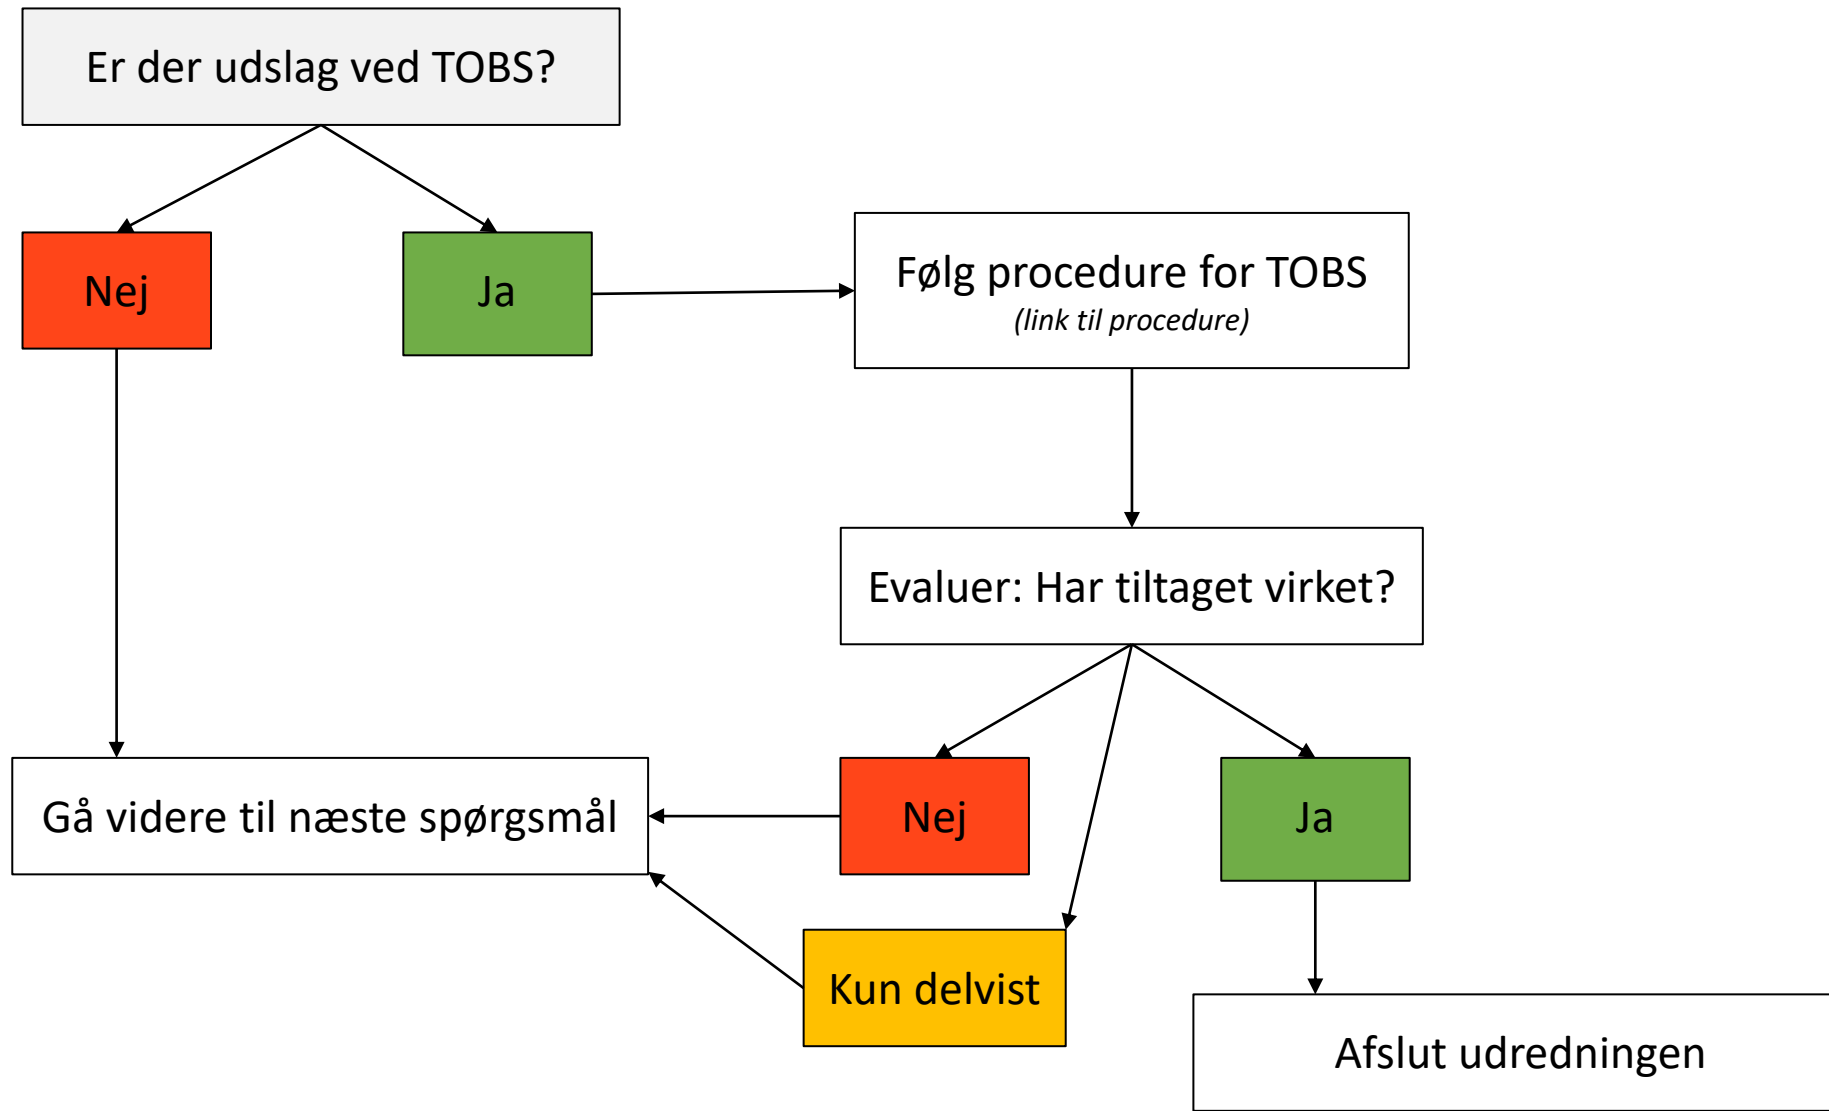 Er der udslag ved TOBS?
Nej
Ja
Følg procedure for TOBS
(link til procedure)
Evaluer: Har tiltaget virket?
Gå videre til næste spørgsmål
Nej
Ja
Kun delvist
Afslut udredningen